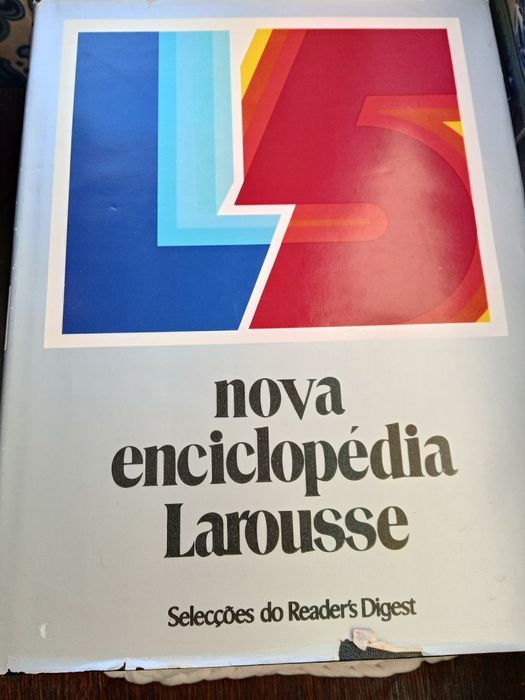 L5
nova
enciclopédia
Larousse
Selecções do Reader's Digest